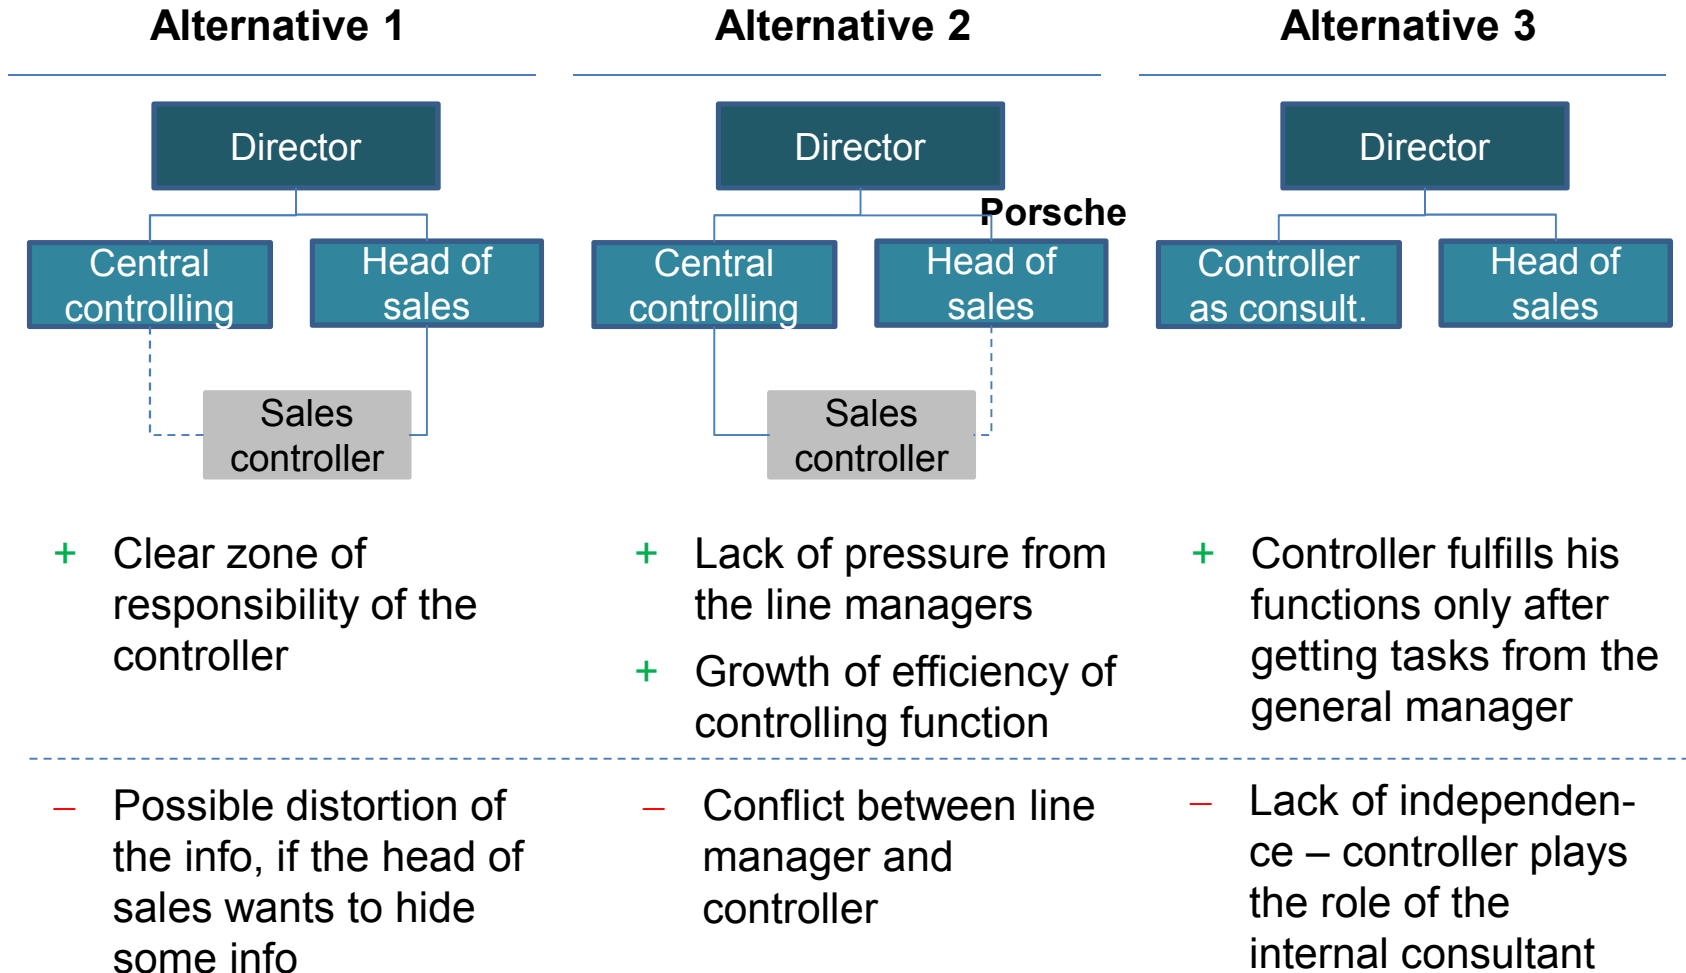 Alternative 1
Director
Central
controlling
Head of
sales
Sales
controller
+ Clear zone of
responsibility of the
controller
– Possible distortion of
the info, if the head of
sales wants to hide
some info
Alternative 2
Director
Porsche
Central
controlling
Head of
sales
Sales
controller
+ Lack of pressure from
the line managers
+ Growth of efficiency of
controlling function
– Conflict between line
manager and
controller
Alternative 3
Director
Controller
as consult.
Head of
sales
+ Controller fulfills his
functions only after
getting tasks from the
general manager
– Lack of independen-
ce – controller plays
the role of the
internal consultant